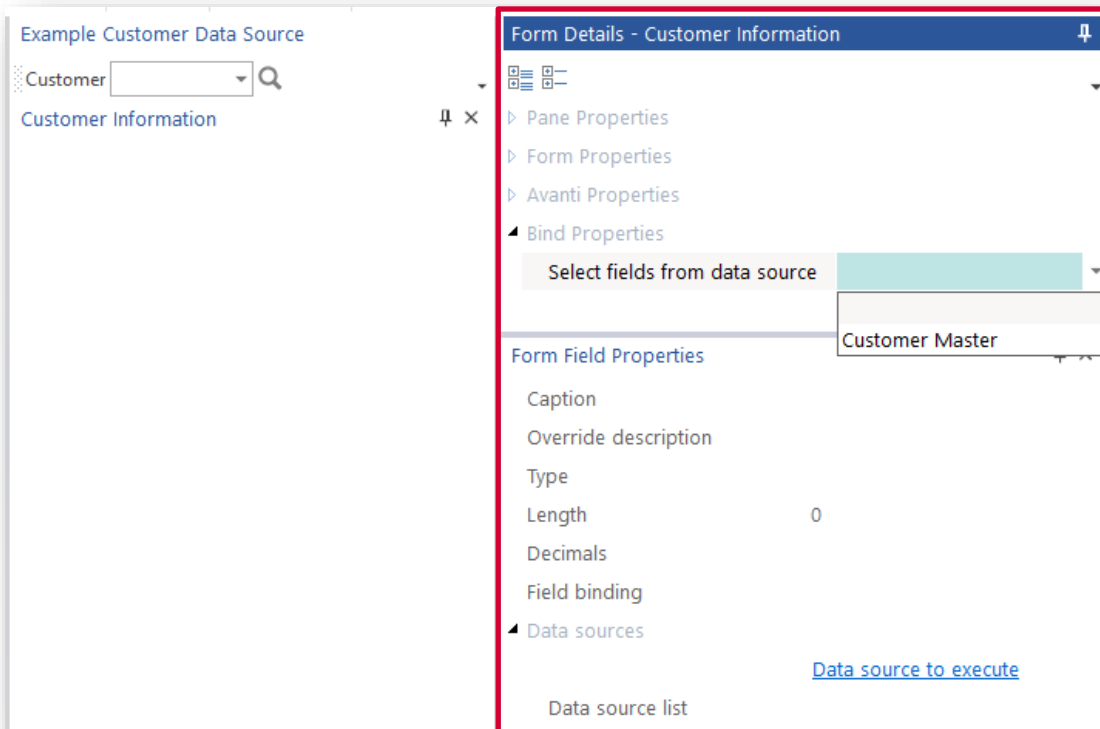 Example Customer Data Source
Customer
Customer Information
Form Details - Customer Information
Pane Properties
Form Properties
Avanti Properties
Bind Properties
Select fields from data source
Customer Master
Form Field Properties
Caption
Override description
Type
Length 0
Decimals
Field binding
Data sources
Data source to execute
Data source list